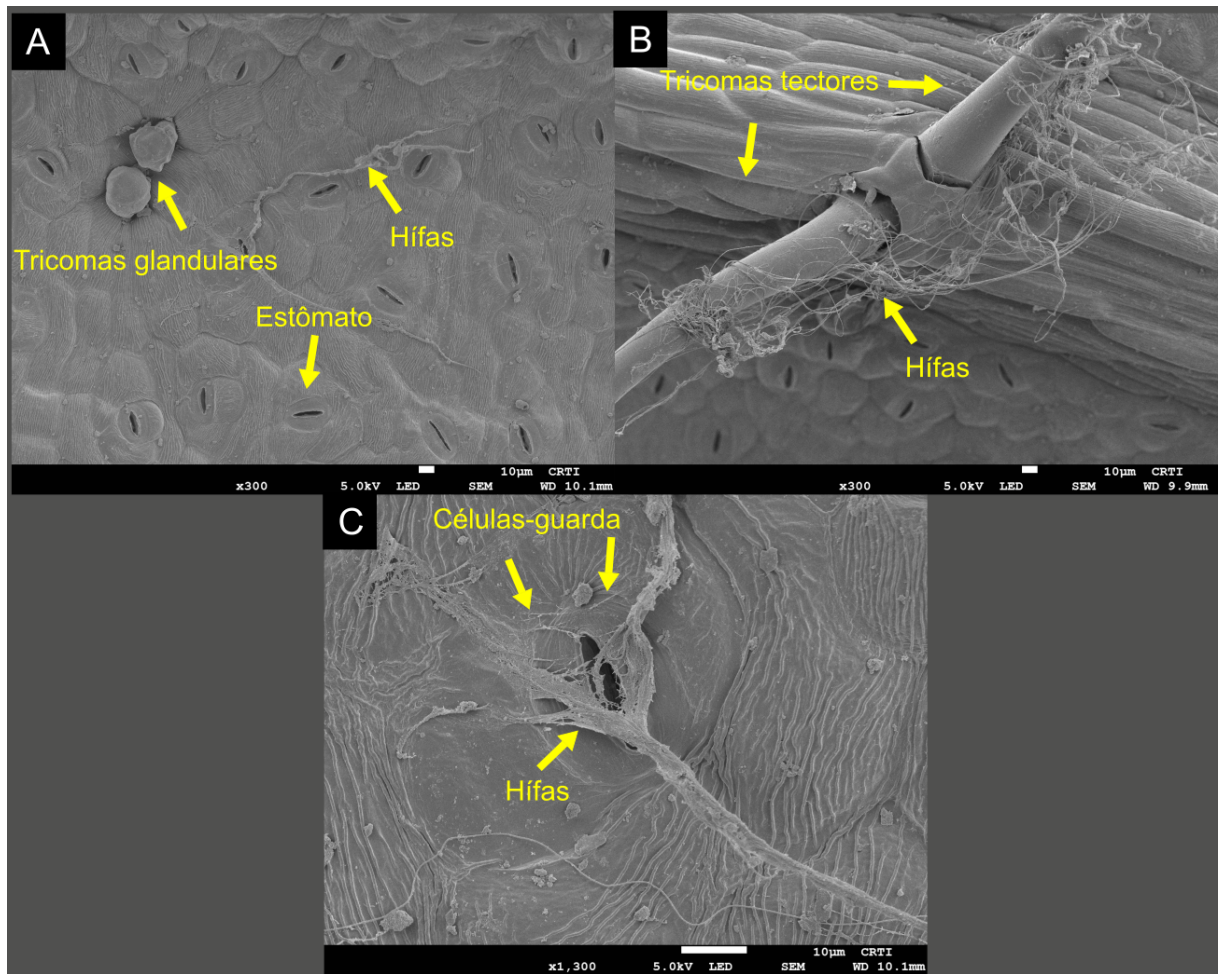 A
Hífas
Tricomas glandulares
Estômato
10µm CRTI
x300 5.0kV LED SEM WD 10.1mm
B
Tricomas tectores
Hífas
10µm CRTI
x300 5.0kV LED SEM WD 9.9mm
C
Células-guarda
Hífas
10µm CRTI
x1,300 5.0kV LED SEM WD 10.1mm